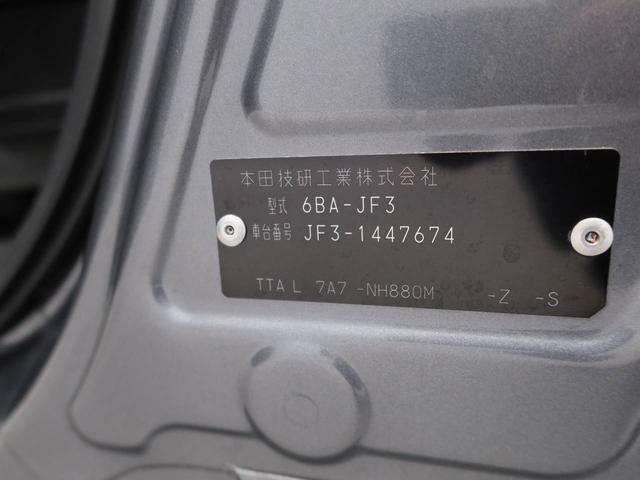 本田技研工業株式会社
型式 6BA-JF3
車台番号 JF3-1447674
TTA L 7A7 -NH880M -Z -S